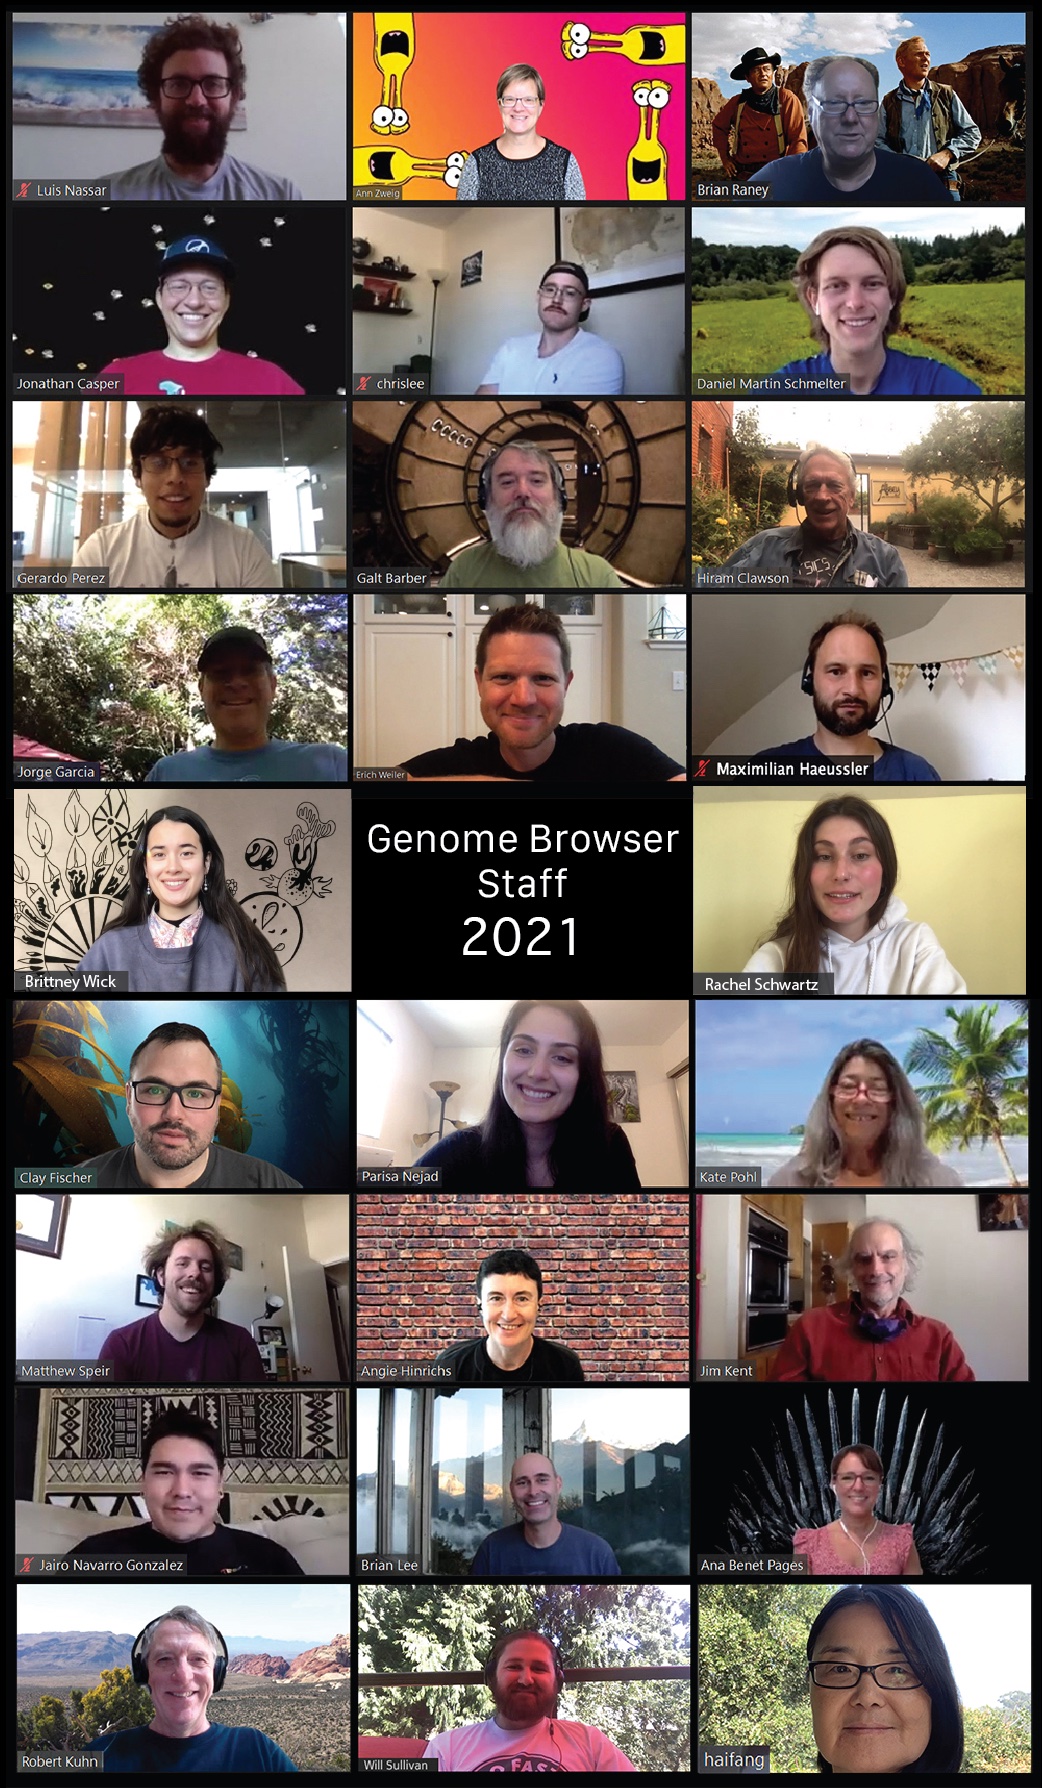 Luis Nassar
Ann Zweig
Brian Raney
Jonathan Casper
chrislee
Daniel Martin Schmelter
Gerardo Perez
Galt Barber
Hiram Clawson
Jorge Garcia
Erich Weiler
Maximilian Haeussler
Brittney Wick
Genome Browser
Staff
2021
Rachel Schwartz
Clay Fischer
Parisa Nejad
Kate Pohl
Matthew Speir
Angie Hinrichs
Jim Kent
Jairo Navarro Gonzalez
Brian Lee
Ana Benet Pages
Robert Kuhn
Will Sullivan
haifang